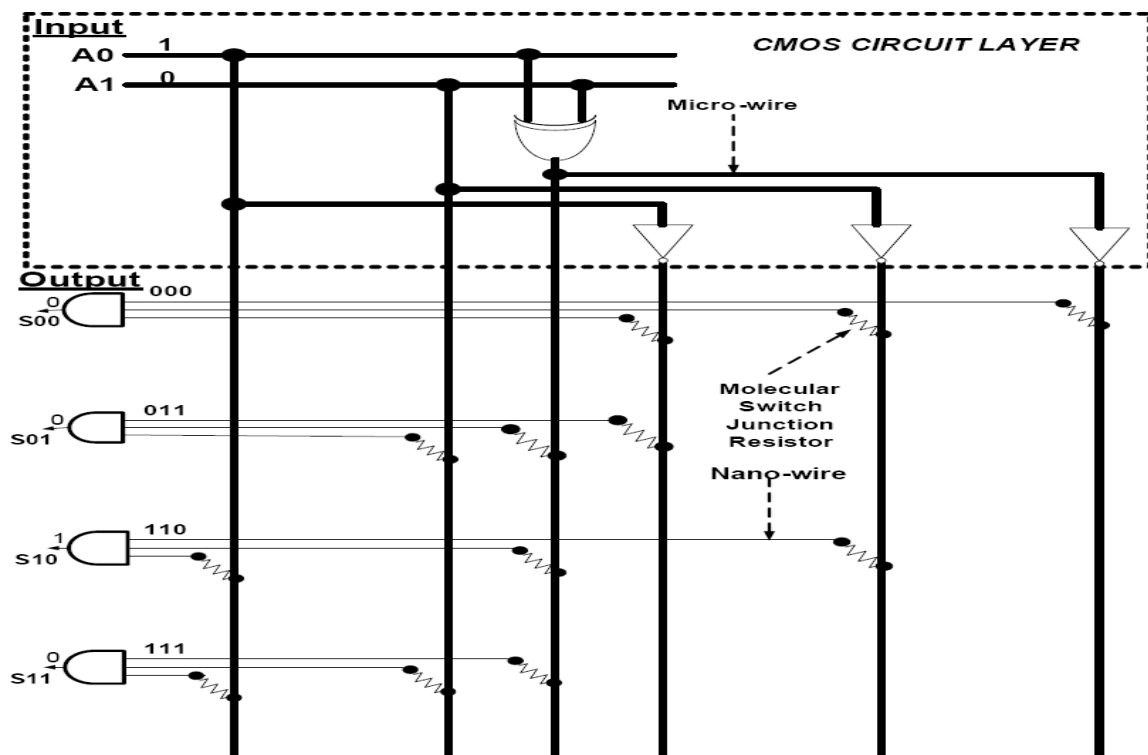 Input
A0 1
A1 0
CMOS CIRCUIT LAYER
Micro-wire
Output
000
0
S00
Molecular
Switch
Junction
Resistor
011
0
S01
Nano-wire
110
1
S10
111
0
S11